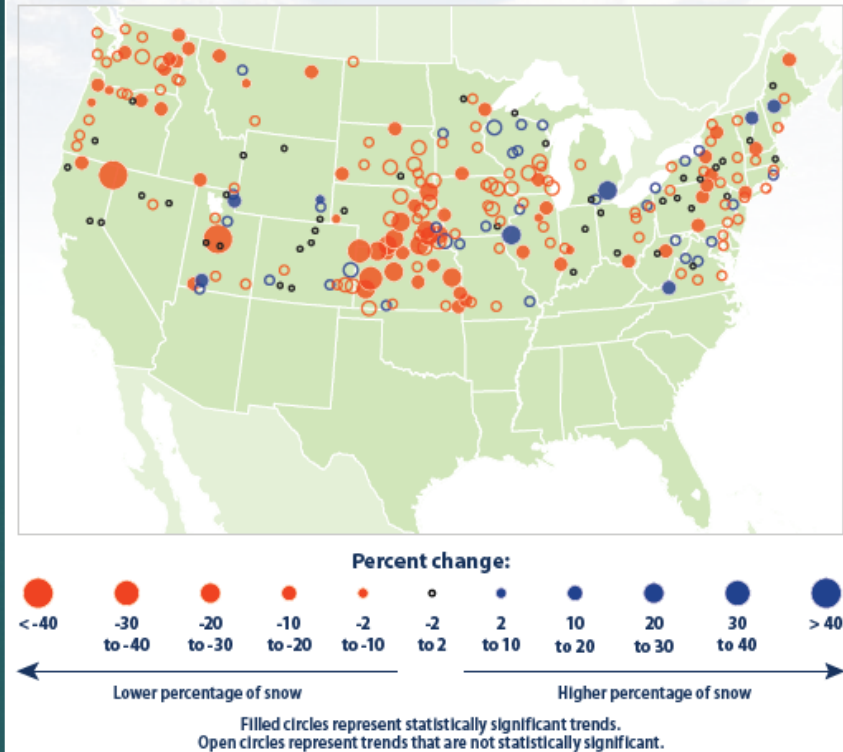 Percent change:
<-40 -30 to -40 -20 to -30 -10 to -20 -2 to -10 -2 to 2 2 to 10 10 to 20 20 to 30 30 to 40 > 40
Lower percentage of snow Higher percentage of snow
Filled circles represent statistically significant trends.
Open circles represent trends that are not statistically significant.